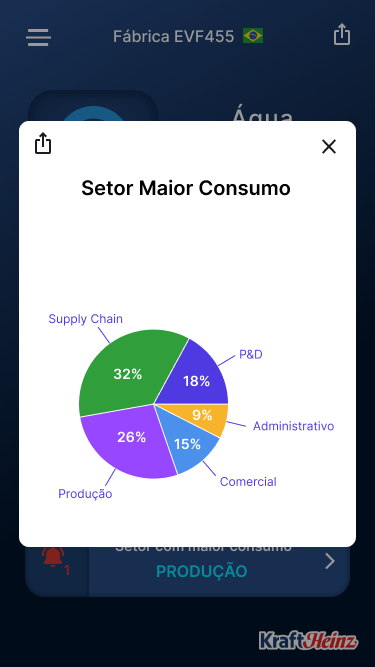 Fábrica EVF455
Água
Setor Maior Consumo
Supply Chain
P&D
32%
18%
9%
Administrativo
26%
15%
Comercial
Produção
Setor com maior consumo
1
PRODUÇÃO
KraftHeinz